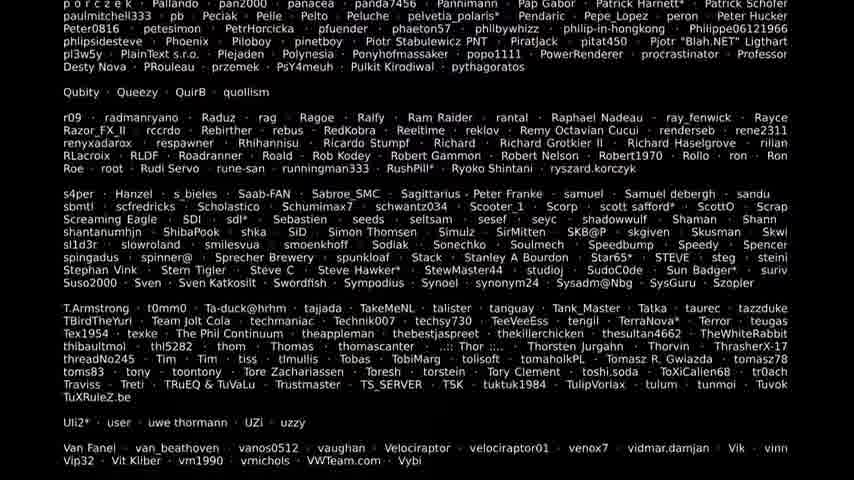 p o r c z e k · Pallando · pan2000 · panacea · panda7456 · Pannimann · Pap Gabor · Patrick Harnett* · Patrick Schofer
paulmitchell333 · pb · Peciak · Pelle · Pelto · Peluche · pelvetia_polaris* · Pendaric · Pepe_Lopez · peron · Peter Hucker
Peter0816 · petesimon · PetrHorcicka · pfuender · phaeton57 · philbywhizz · philip-in-hongkong · Philippe06121966
phlipsidesteve · Phoenix · Piloboy · pinetboy · Piotr Stabulewicz PNT · PiratJack · pitat450 · Pjotr "Blah.NET" Ligthart
pl3w5y · PlainText s.r.o. · Plejaden · Polynesia · Ponyhofmassaker · popo1111 · PowerRenderer · procrastinator · Professor
Desty Nova · PRouleau · przemek · PsY4meuh · Pulkit Kirodiwal · pythagoratos
Qubity · Queezy · QuirB · quollism
r09 · radmanryano · Raduz · rag · Ragoe · Ralfy · Ram Raider · rantal · Raphael Nadeau · ray_fenwick · Rayce
Razor_FX_II · rccrdo · Rebirther · rebus · RedKobra · Reeltime · reklov · Remy Octavian Cucui · renderseb · rene2311
renyxadarox · respawner · Rhihannisu · Ricardo Stumpf · Richard · Richard Grotkier II · Richard Haselgrove · rilian
RLacroix · RLDF · Roadranner · Roald · Rob Kodey · Robert Gammon · Robert Nelson · Robert1970 · Rollo · ron · Ron
Roe · root · Rudi Servo · rune-san · runningman333 · RushPill* · Ryoko Shintani · ryszard.korczyk
s4per · Hanzel · s_bieles · Saab-FAN · Sabroe_SMC · Sagittarius - Peter Franke · samuel · Samuel debergh · sandu
sbmtl · scfredricks · Scholastico · Schumimax7 · schwantz034 · Scooter_1 · Scorp · scott safford* · ScottO · Scrap
Screaming Eagle · SDI · sdl* · Sebastien · seeds · seltsam · sesef · seyc · shadowwulf · Shaman · Shann
shantanumhjn · ShibaPook · shka · SiD · Simon Thomsen · Simulz · SirMitten · SKB@P · skgiven · Skusman · Skwi
sl1d3r · slowroland · smilesvua · smoenkhoff · Sodiak · Sonechko · Soulmech · Speedbump · Speedy · Spencer
spingadus · spinner@ · Sprecher Brewery · spunkloaf · Stack · Stanley A Bourdon · Star65* · STE\/E · steg · steini
Stephan Vink · Stern Tigler · Steve C · Steve Hawker* · StewMaster44 · studioj · SudoC0de · Sun Badger* · suriv
Suso2000 · Sven · Sven Katkosilt · Swordfish · Sympodius · Synoel · synonym24 · Sysadm@Nbg · SysGuru · Szopler
T.Armstrong · t0mm0 · Ta-duck@hrhm · tajjada · TakeMeNL · talister · tanguay · Tank_Master · Tatka · taurec · tazzduke
TBirdTheYuri · Team Jolt Cola · techmaniac · Technik007 · techsy730 · TeeVeeEss · tengil · TerraNova* · Terror · teugas
Tex1954 · texke · The Phil Continuum · theappleman · thebestjaspreet · thekillerchicken · thesultan4662 · TheWhiteRabbit
thibaultmol · thl5282 · thom · Thomas · thomascanter · ..::: Thor :::.. · Thorsten Jurgahn · Thorvin · ThrasherX-17
threadNo245 · Tim · Tim · tiss · tlmullis · Tobas · TobiMarg · tolisoft · tomaholkPL · Tomasz R. Gwiazda · tomasz78
toms83 · tony · toontony · Tore Zachariassen · Toresh · torstein · Tory Clement · toshi.soda · ToXiCalien68 · tr0ach
Traviss · Treti · TRuEQ & TuVaLu · Trustmaster · TS_SERVER · TSK · tuktuk1984 · TulipVorlax · tulum · tunmoi · Tuvok
TuXRuleZ.be
Uli2* · user · uwe thormann · UZi · uzzy
Van Fanel · van_beathoven · vanos0512 · vaughan · Velociraptor · velociraptor01 · venox7 · vidmar.damjan · Vik · vinn
Vip32 · Vit Kliber · vm1990 · vmichols · VWTeam.com · Vybi